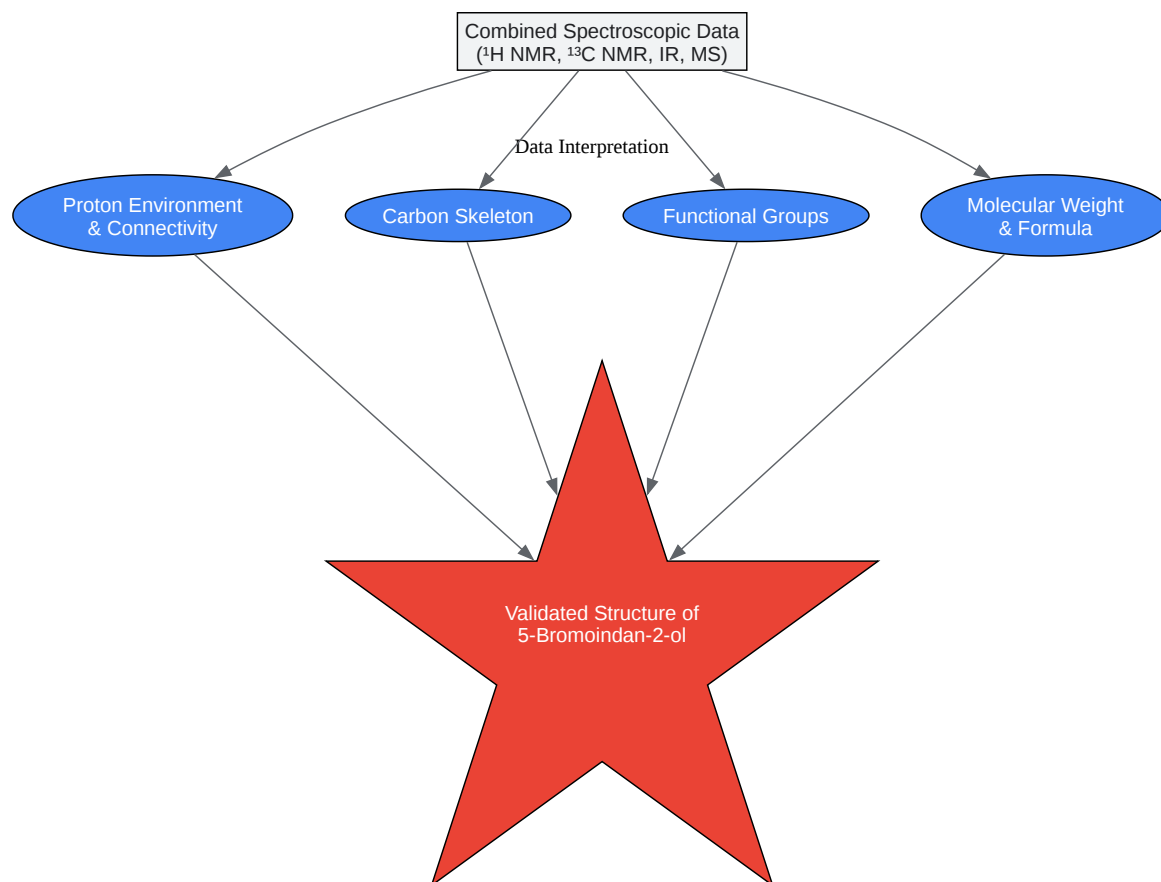 Combined Spectroscopic Data
(¹H NMR, ¹³C NMR, IR, MS)
Data Interpretation
Proton Environment
& Connectivity
Carbon Skeleton
Functional Groups
Molecular Weight
& Formula
Validated Structure of
5-Bromoindan-2-ol